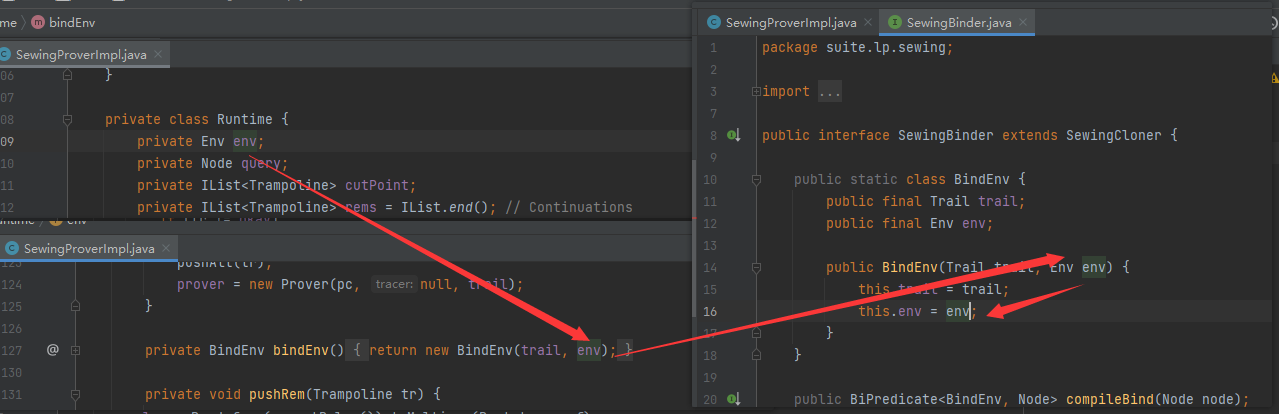 me > m bindEnv
SewingProverImpl.java ×
06 }
07
08 private class Runtime {
09 private Env env;
10 private Node query;
11 private IList<Trampoline> cutPoint;
12 private IList<Trampoline> rems = IList.end(); // Continuations
env
SewingProverImpl.java ×
123 pushAll(tr);
124 prover = new Prover(pc, tracer: null, trail);
125 }
126
127 @ private BindEnv bindEnv() { return new BindEnv(trail, env); }
130
131 private void pushRem(Trampoline tr) {
SewingProverImpl.java × SewingBinder.java ×
1 package suite.lp.sewing;
2
3 import ...
7
8 public interface SewingBinder extends SewingCloner {
9
10 public static class BindEnv {
11 public final Trail trail;
12 public final Env env;
13
14 public BindEnv(Trail trail, Env env) {
15 this.trail = trail;
16 this.env = env;
17 }
18 }
19
20 public BiPredicate<BindEnv, Node> compileBind(Node node);